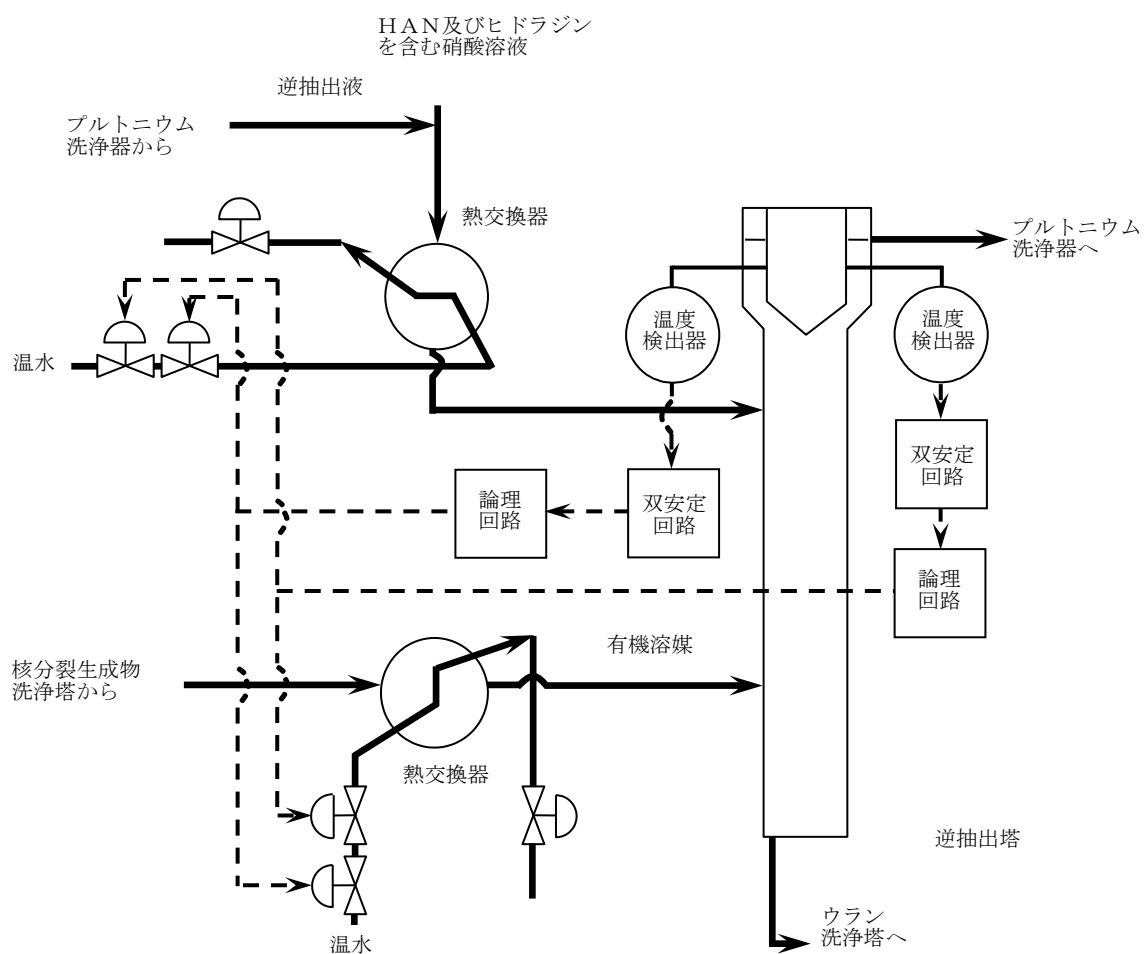 ＨＡＮ及びヒドラジン
を含む硝酸溶液
逆抽出液
プルトニウム
洗浄器から
熱交換器
プルトニウム
洗浄器へ
温度
検出器
温度
検出器
温水
双安定
回路
論理
回路
双安定
回路
論理
回路
有機溶媒
核分裂生成物
洗浄塔から
熱交換器
逆抽出塔
ウラン
洗浄塔へ
温水